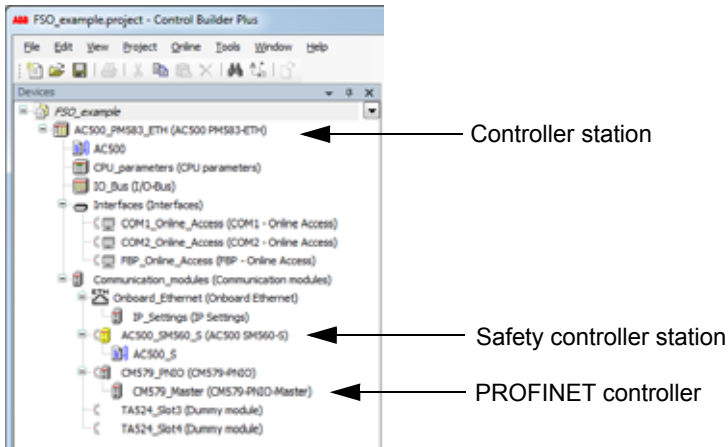 ABB FSO_example.project - Control Builder Plus
File Edit View Project Online Tools Window Help
Devices
FSO_example
AC500_PM583_ETH (AC500 PM583-ETH)
Controller station
AC500
CPU_parameters (CPU parameters)
IO_Bus (I/O-Bus)
Interfaces (Interfaces)
COM1_Online_Access (COM1 - Online Access)
COM2_Online_Access (COM2 - Online Access)
FBP_Online_Access (FBP - Online Access)
Communication_modules (Communication modules)
ETH Onboard_Ethernet (Onboard Ethernet)
IP_Settings (IP Settings)
AC500_SM560_S (AC500 SM560-S)
Safety controller station
AC500_S
CM579_PNIO (CM579-PNIO)
CM579_Master (CM579-PNIO-Master)
PROFINET controller
TA524_Slot3 (Dummy module)
TA524_Slot4 (Dummy module)